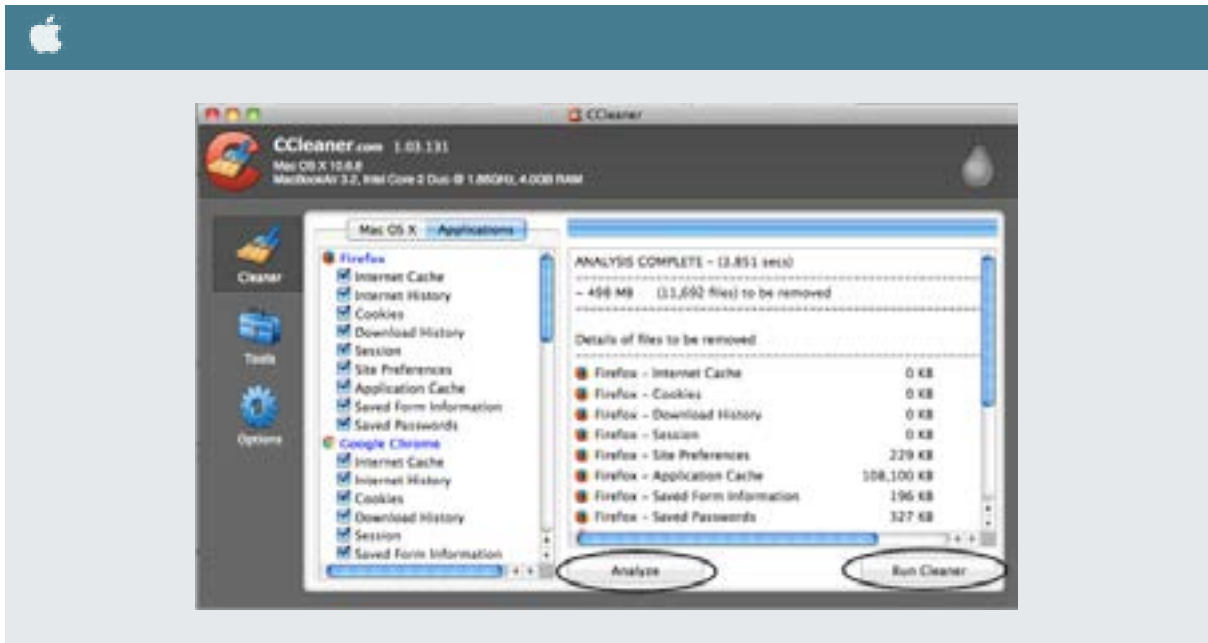 CCleaner
CCleaner.com 1.03.131
Mac OS X 10.6.8
MacBookAir 3.2, Intel Core 2 Duo @ 1.86GHz, 4.0GB RAM
Cleaner
Tools
Options
Mac OS X Applications
Firefox
Internet Cache
Internet History
Cookies
Download History
Session
Site Preferences
Application Cache
Saved Form Information
Saved Passwords
Google Chrome
Internet Cache
Internet History
Cookies
Download History
Session
Saved Form Information
ANALYSIS COMPLETE - (3.851 secs)
~ 498 MB (11,692 files) to be removed
Details of files to be removed
Firefox - Internet Cache 0 KB
Firefox - Cookies 0 KB
Firefox - Download History 0 KB
Firefox - Session 0 KB
Firefox - Site Preferences 229 KB
Firefox - Application Cache 108,100 KB
Firefox - Saved Form Information 196 KB
Firefox - Saved Passwords 327 KB
Analyze
Run Cleaner